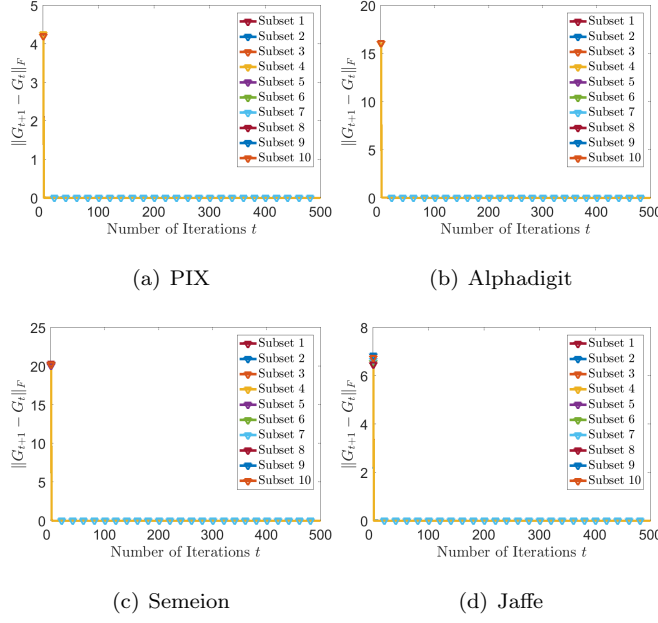 5
4
3
2
1
0
0 100 200 300 400 500
‖G_{t+1} − G_t‖_F
Number of Iterations t
Subset 1
Subset 2
Subset 3
Subset 4
Subset 5
Subset 6
Subset 7
Subset 8
Subset 9
Subset 10
(a) PIX
20
15
10
5
0
0 100 200 300 400 500
‖G_{t+1} − G_t‖_F
Number of Iterations t
Subset 1
Subset 2
Subset 3
Subset 4
Subset 5
Subset 6
Subset 7
Subset 8
Subset 9
Subset 10
(b) Alphadigit
25
20
15
10
5
0
0 100 200 300 400 500
‖G_{t+1} − G_t‖_F
Number of Iterations t
Subset 1
Subset 2
Subset 3
Subset 4
Subset 5
Subset 6
Subset 7
Subset 8
Subset 9
Subset 10
(c) Semeion
8
6
4
2
0
0 100 200 300 400 500
‖G_{t+1} − G_t‖_F
Number of Iterations t
Subset 1
Subset 2
Subset 3
Subset 4
Subset 5
Subset 6
Subset 7
Subset 8
Subset 9
Subset 10
(d) Jaffe